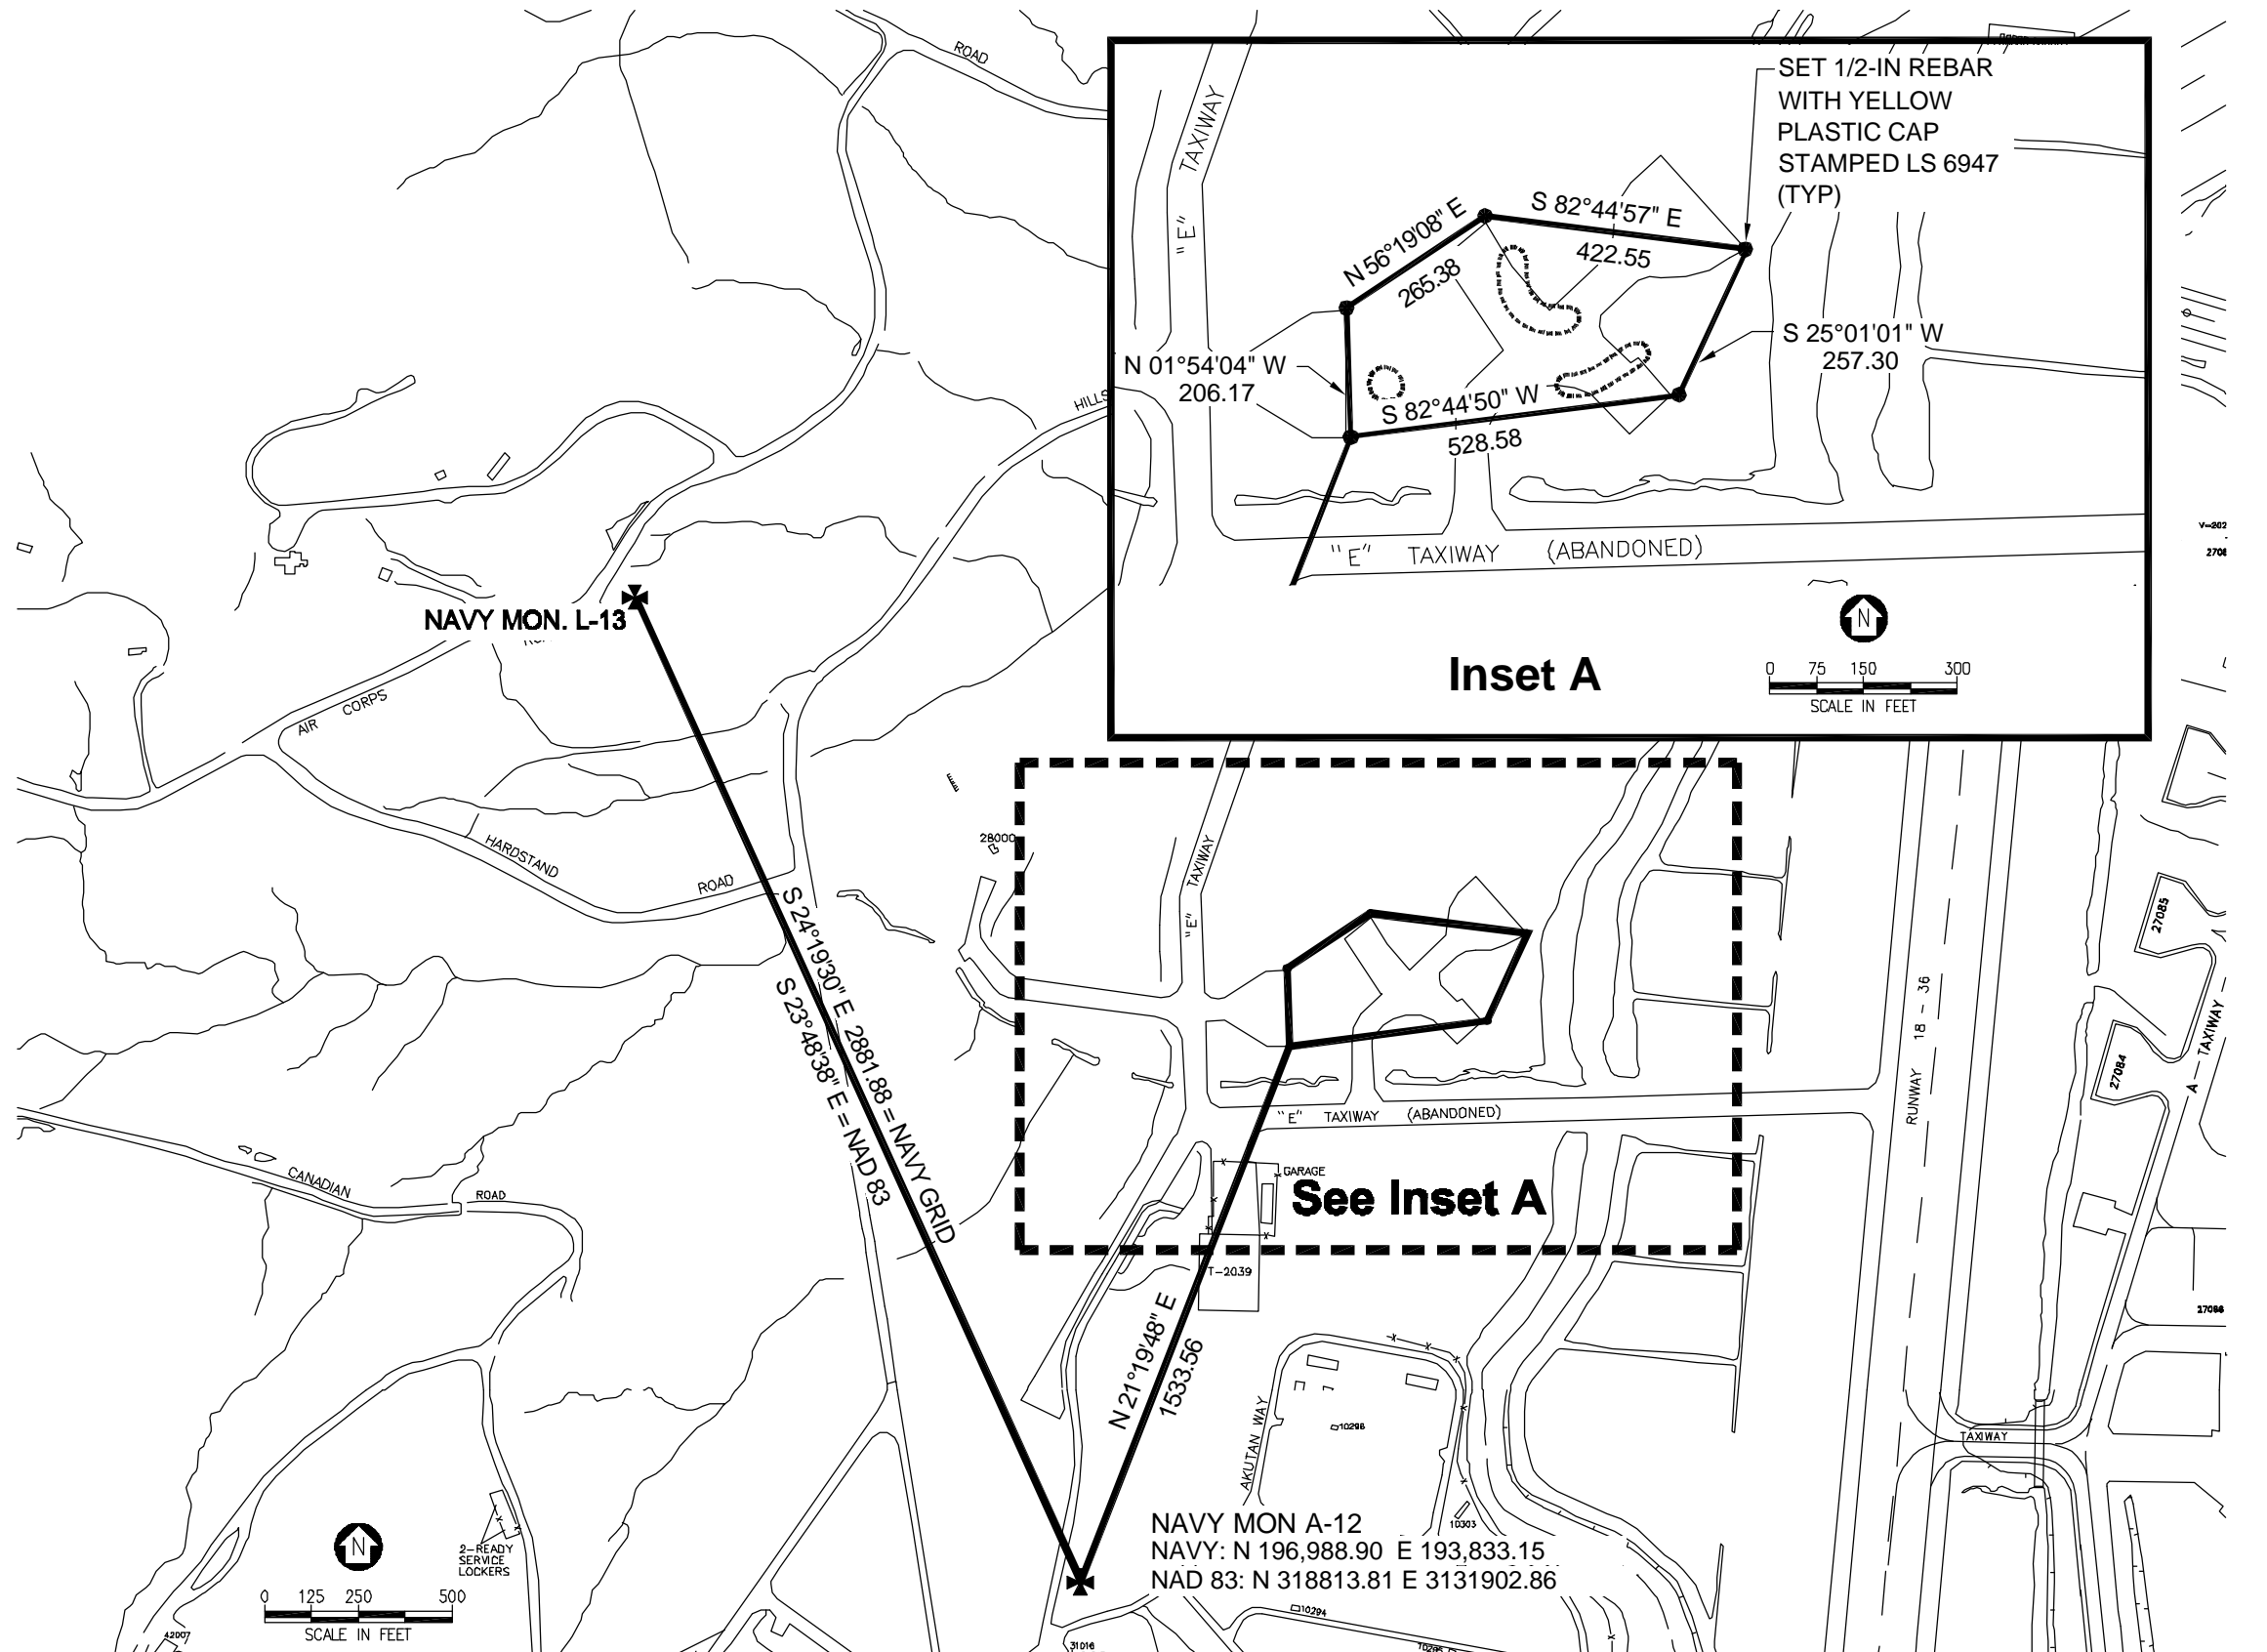 ROAD
SET 1/2-IN REBAR
WITH YELLOW
PLASTIC CAP
STAMPED LS 6947
(TYP)
"E" TAXIWAY
N 56°19'08" E
265.38
S 82°44'57" E
422.55
S 25°01'01" W
257.30
N 01°54'04" W
206.17
S 82°44'50" W
528.58
"E" TAXIWAY (ABANDONED)
Inset A
N
0 75 150 300
SCALE IN FEET
HILLS
NAVY MON. L-13
AIR CORPS
HARDSTAND ROAD
28000
"E" TAXIWAY
S 24°19'30" E 2881.88 = NAVY GRID
S 23°48'38" E = NAD 83
27085
27084
A - TAXIWAY
RUNWAY 18 - 36
"E" TAXIWAY (ABANDONED)
GARAGE
See Inset A
T-2039
CANADIAN ROAD
N 21°19'48" E
1533.56
AKUTAN WAY
10296
TAXIWAY
NAVY MON A-12
NAVY: N 196,988.90 E 193,833.15
NAD 83: N 318813.81 E 3131902.86
10303
10294
31016
2-READY
SERVICE
LOCKERS
N
0 125 250 500
SCALE IN FEET
42007